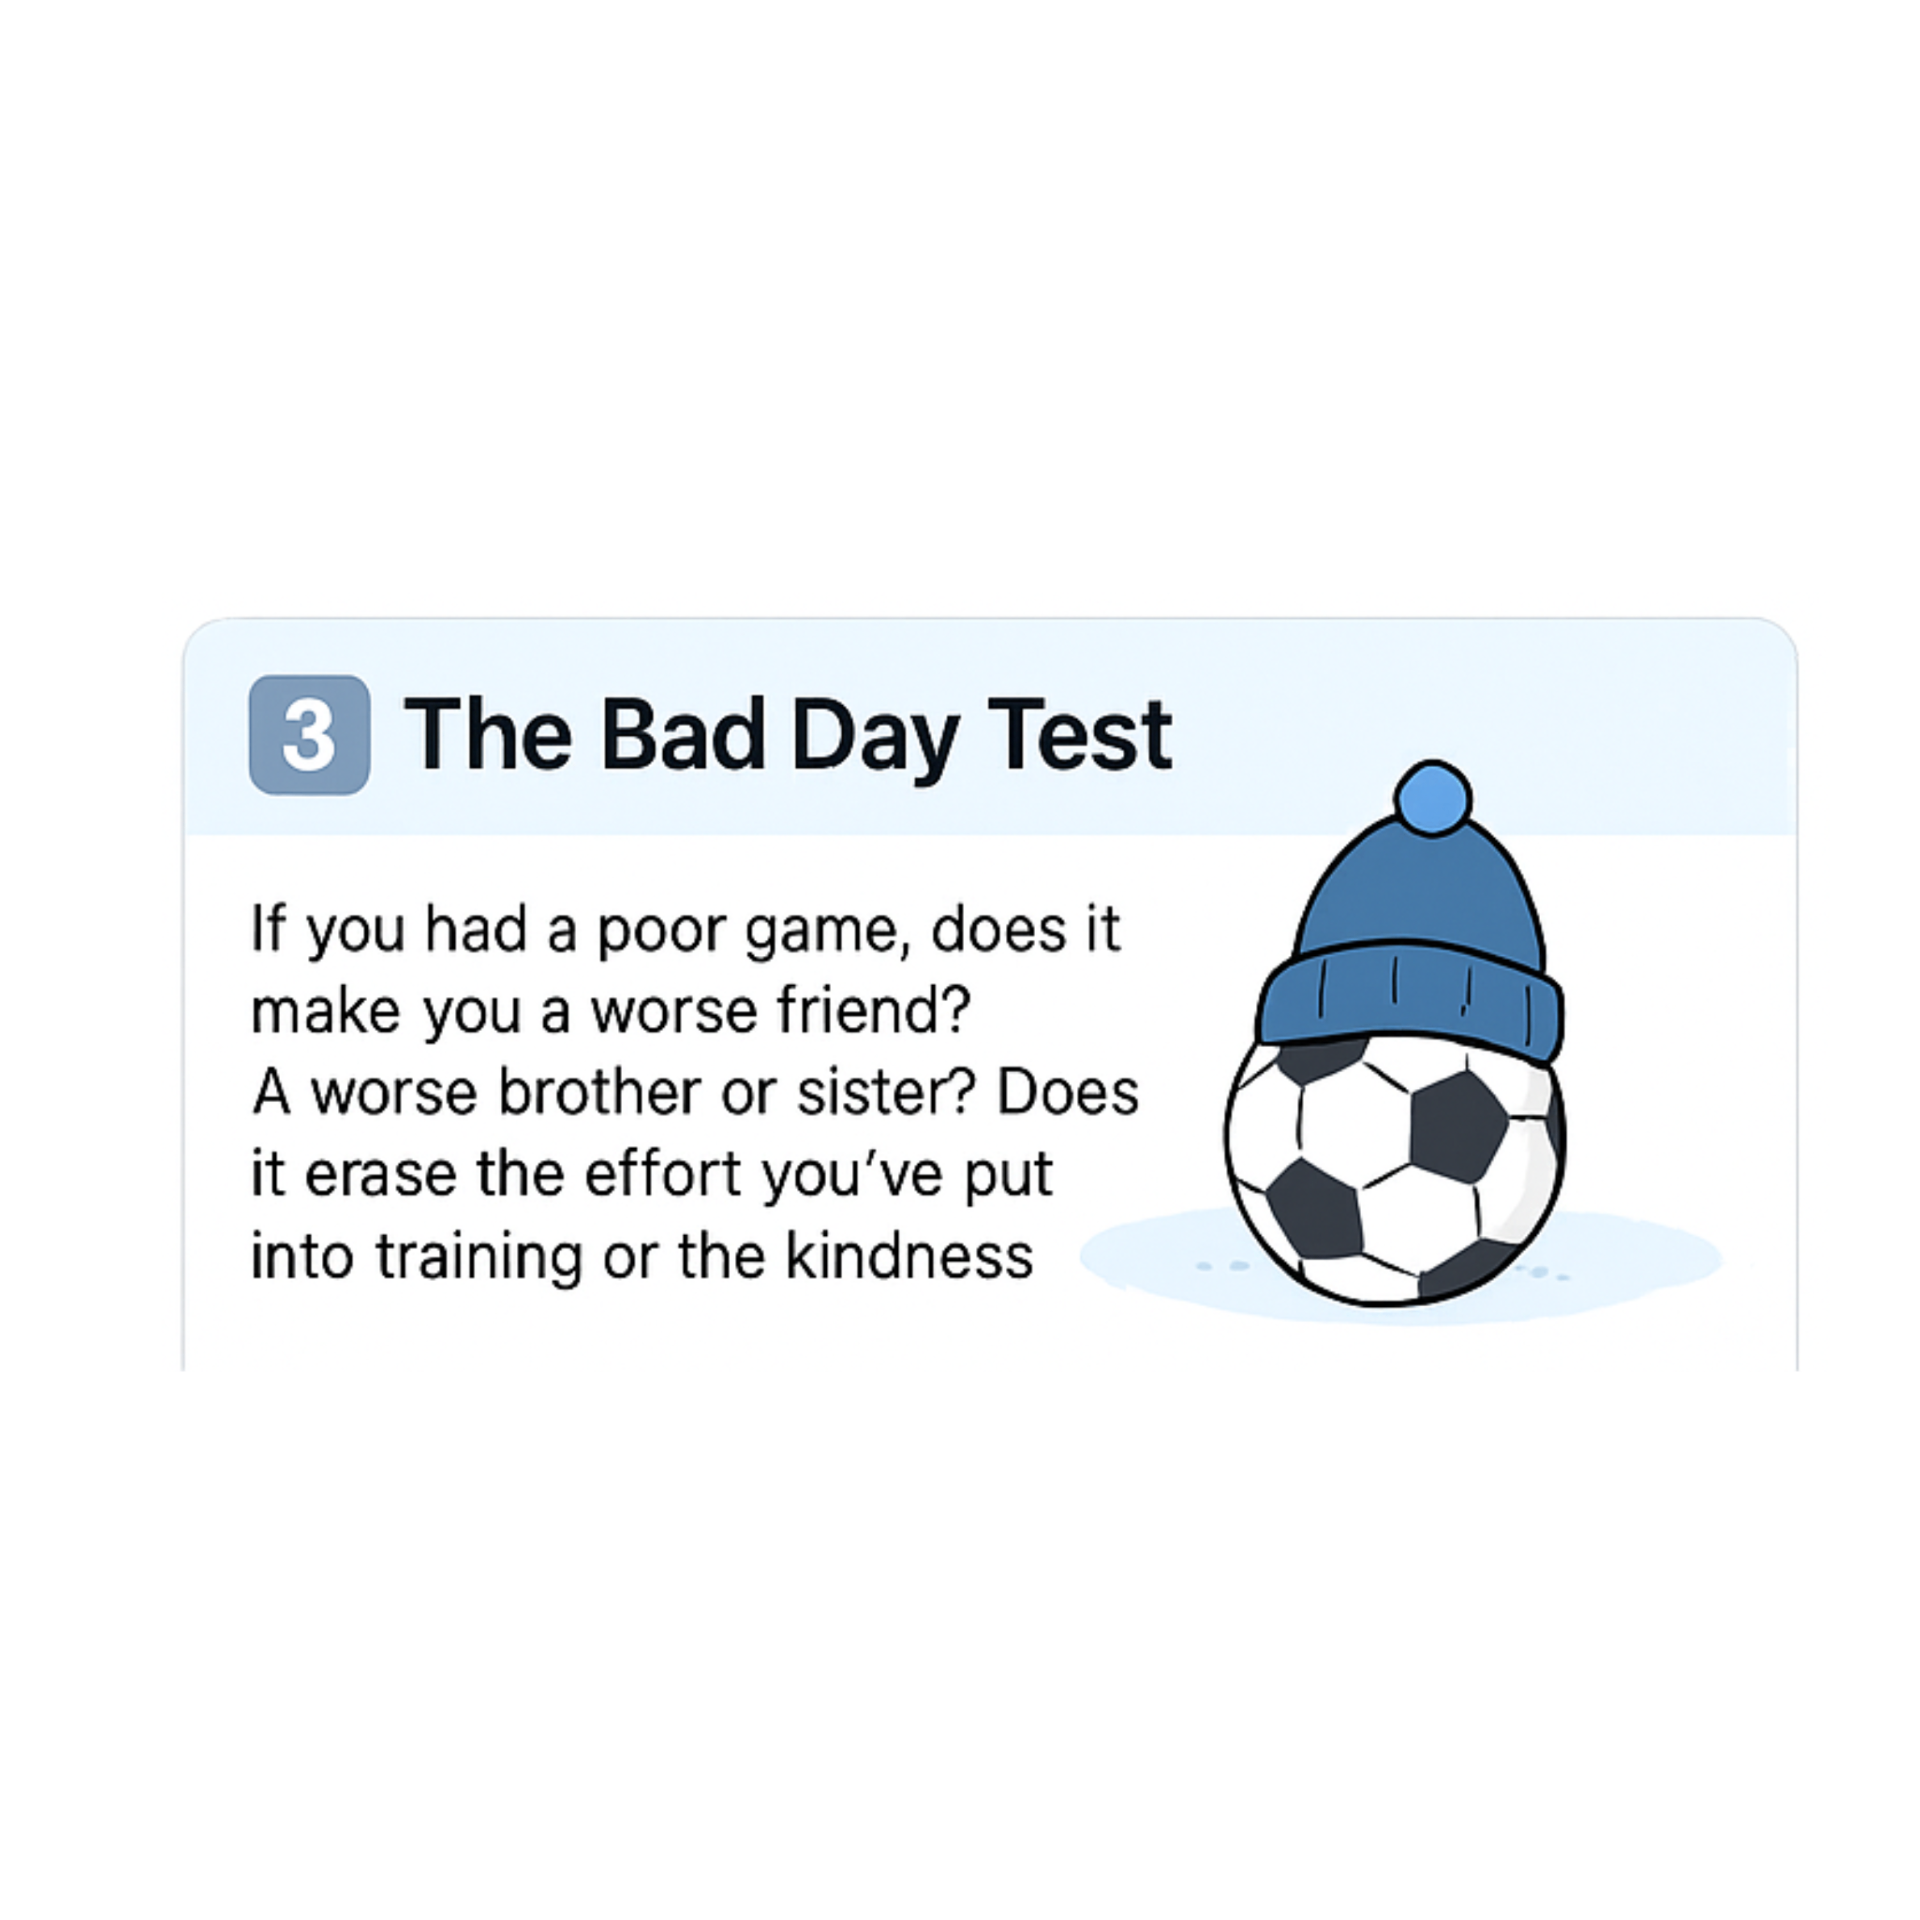 3 The Bad Day Test
If you had a poor game, does it
make you a worse friend?
A worse brother or sister? Does
it erase the effort you’ve put
into training or the kindness